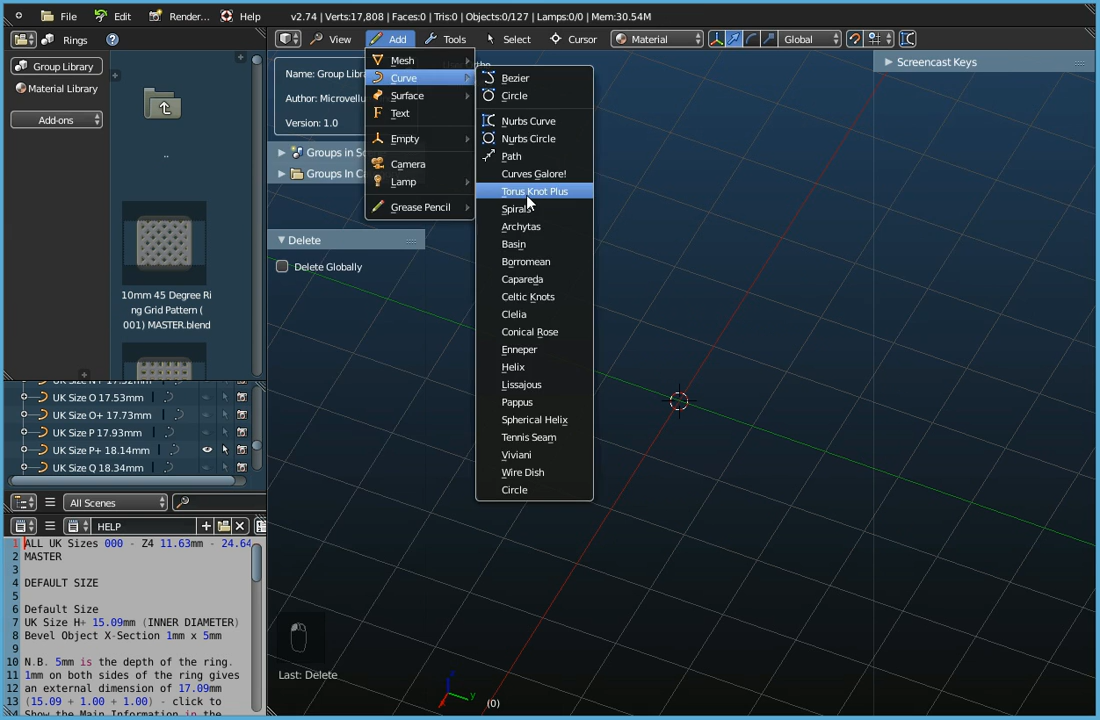 File
Edit
Render...
Help
v2.74 | Verts:17,808 | Faces:0 | Tris:0 | Objects:0/127 | Lamps:0/0 | Mem:30.54M
Rings
View
Add
Tools
Select
Cursor
Material
Global
Group Library
Material Library
Add-ons
..
10mm 45 Degree Ri
ng Grid Pattern (
001) MASTER.blend
Name: Group Libra
Author: Microvellu
Version: 1.0
Groups in Sc
Groups In Ca
Delete
Delete Globally
Mesh
Curve
Surface
Text
Empty
Camera
Lamp
Grease Pencil
Bezier
Circle
Nurbs Curve
Nurbs Circle
Path
Curves Galore!
Torus Knot Plus
Spirals
Archytas
Basin
Borromean
Capareda
Celtic Knots
Clelia
Conical Rose
Enneper
Helix
Lissajous
Pappus
Spherical Helix
Tennis Seam
Viviani
Wire Dish
Circle
Screencast Keys
UK Size O 17.53mm
UK Size O+ 17.73mm
UK Size P 17.93mm
UK Size P+ 18.14mm
UK Size Q 18.34mm
All Scenes
HELP
1 ALL UK Sizes 000 - Z4 11.63mm - 24.64
2 MASTER
3
4 DEFAULT SIZE
5
6 Default Size
7 UK Size H+ 15.09mm (INNER DIAMETER)
8 Bevel Object X-Section 1mm x 5mm
9
10 N.B. 5mm is the depth of the ring.
11 1mm on both sides of the ring gives
12 an external dimension of 17.09mm
13 (15.09 + 1.00 + 1.00) - click to
Show the Main Information in the
Last: Delete
y
(0)